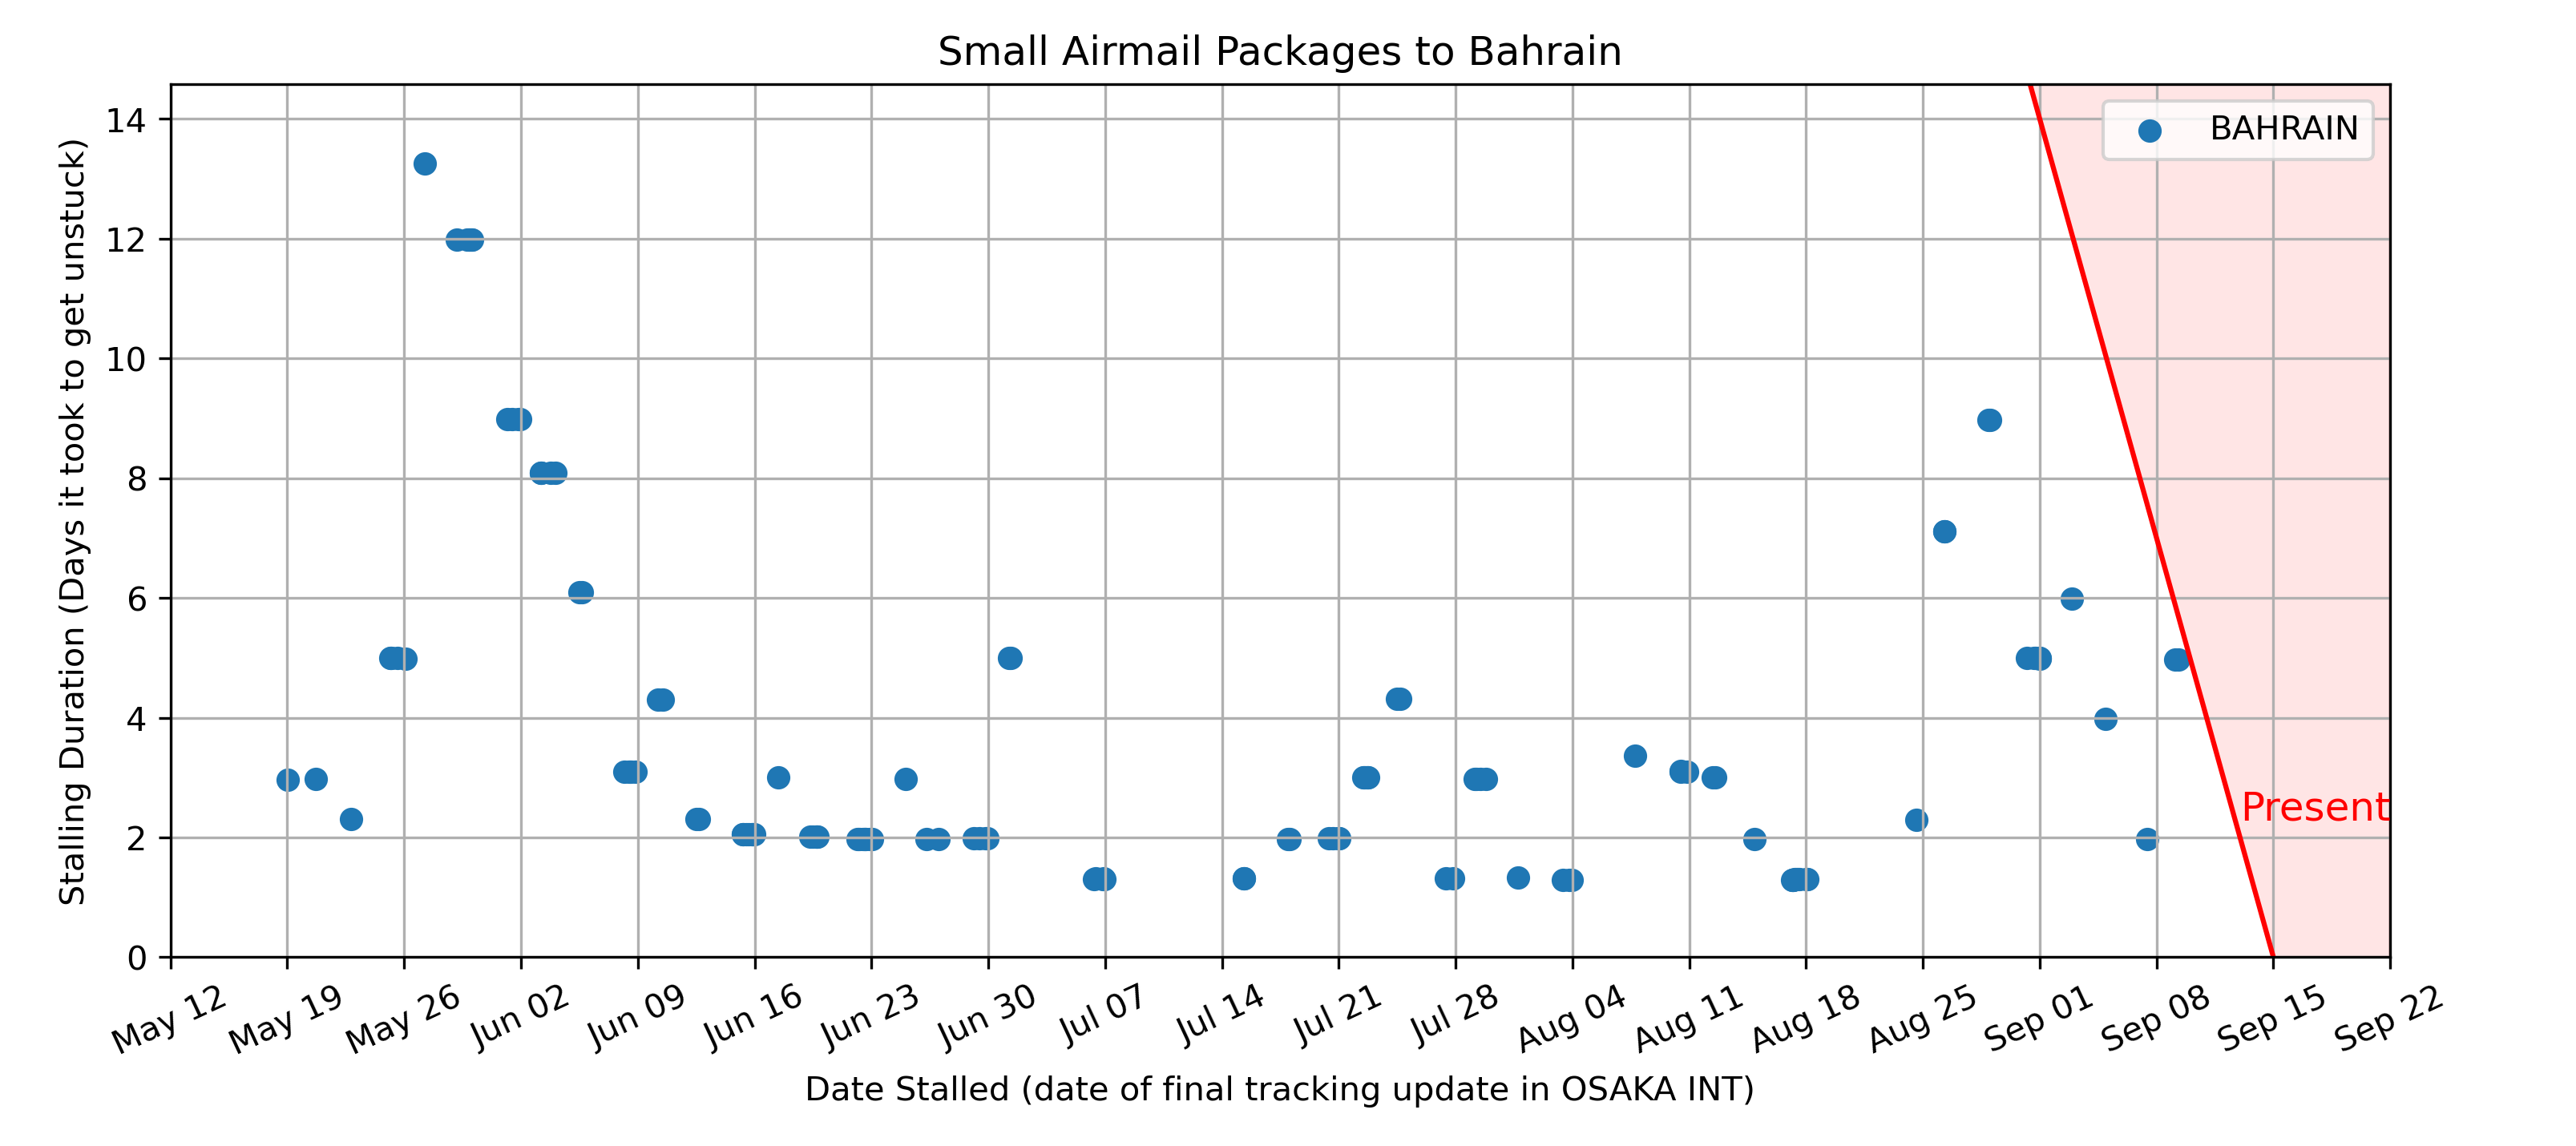 Small Airmail Packages to Bahrain
BAHRAIN
Stalling Duration (Days it took to get unstuck)
14
12
10
8
6
4
2
0
Present
May 12
May 19
May 26
Jun 02
Jun 09
Jun 16
Jun 23
Jun 30
Jul 07
Jul 14
Jul 21
Jul 28
Aug 04
Aug 11
Aug 18
Aug 25
Sep 01
Sep 08
Sep 15
Sep 22
Date Stalled (date of final tracking update in OSAKA INT)